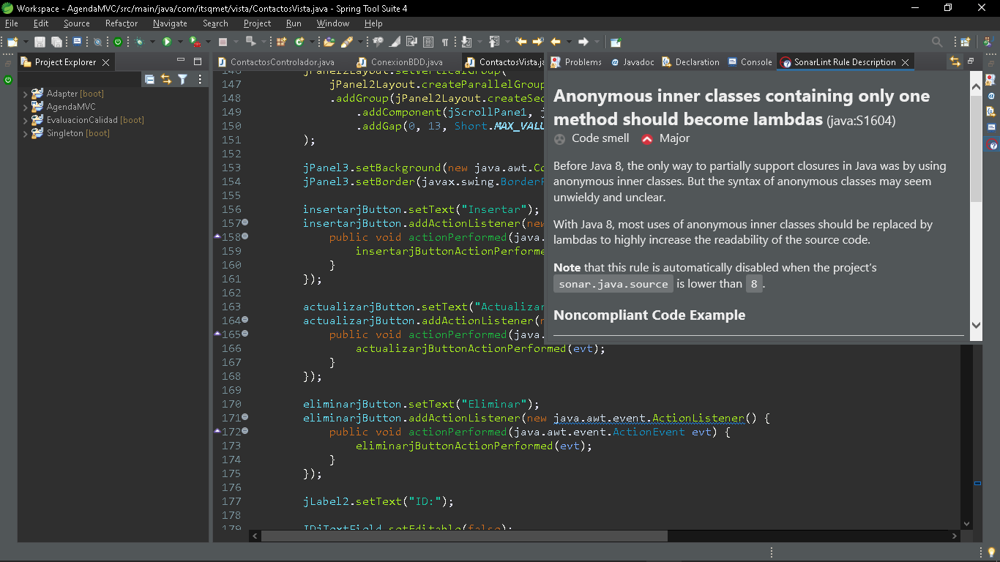 Workspace - AgendaMVC/src/main/java/com/itsqmet/vista/ContactosVista.java - Spring Tool Suite 4
File Edit Source Refactor Navigate Search Project Run Window Help
Project Explorer
Adapter [boot]
AgendaMVC
EvaluacionCalidad [boot]
Singleton [boot]
ContactosControlador.java ConexionBDD.java ContactosVista.ja
146 jPanel2Layout.setVerticalGroup(
147 jPanel2Layout.createParallelGroup
148 .addGroup(jPanel2Layout.createSec
149 .addComponent(jScrollPane1, j
150 .addGap(0, 13, Short.MAX_VALU
151 );
152
153 jPanel3.setBackground(new java.awt.Co
154 jPanel3.setBorder(javax.swing.BorderF
155
156 insertarjButton.setText("Insertar");
157 insertarjButton.addActionListener(new
158 public void actionPerformed(java.
159 insertarjButtonActionPerforme
160 }
161 });
162
163 actualizarjButton.setText("Actualizar
164 actualizarjButton.addActionListener(n
165 public void actionPerformed(java.
166 actualizarjButtonActionPerformed(evt);
167 }
168 });
169
170 eliminarjButton.setText("Eliminar");
171 eliminarjButton.addActionListener(new java.awt.event.ActionListener() {
172 public void actionPerformed(java.awt.event.ActionEvent evt) {
173 eliminarjButtonActionPerformed(evt);
174 }
175 });
176
177 jLabel2.setText("ID:");
178
179 IDjTextField.setEditable(false);
Problems Javadoc Declaration Console SonarLint Rule Description
Anonymous inner classes containing only one
method should become lambdas (java:S1604)
Code smell Major
Before Java 8, the only way to partially support closures in Java was by using
anonymous inner classes. But the syntax of anonymous classes may seem
unwieldy and unclear.
With Java 8, most uses of anonymous inner classes should be replaced by
lambdas to highly increase the readability of the source code.
Note that this rule is automatically disabled when the project's
sonar.java.source is lower than 8 .
Noncompliant Code Example